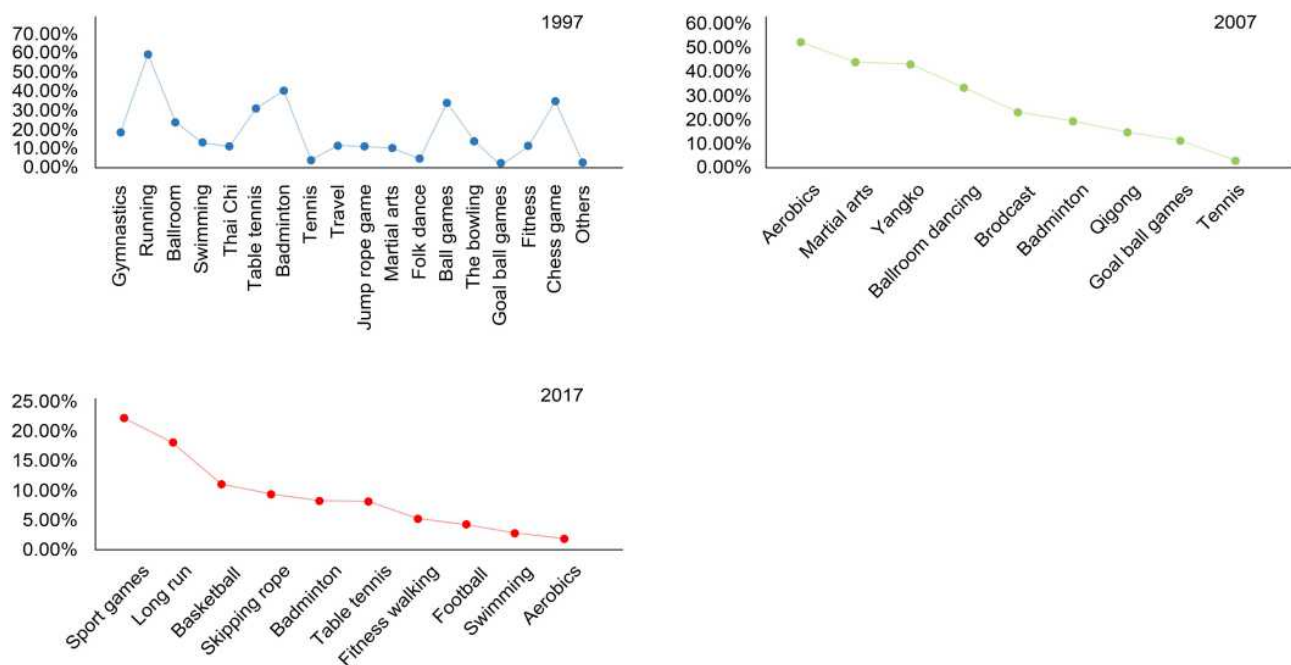 1997
70.00%
60.00%
50.00%
40.00%
30.00%
20.00%
10.00%
0.00%
Gymnastics
Running
Ballroom
Swimming
Thai Chi
Table tennis
Badminton
Tennis
Travel
Jump rope game
Martial arts
Folk dance
Ball games
The bowling
Goal ball games
Fitness
Chess game
Others
2007
60.00%
50.00%
40.00%
30.00%
20.00%
10.00%
0.00%
Aerobics
Martial arts
Yangko
Ballroom dancing
Brodcast
Badminton
Qigong
Goal ball games
Tennis
2017
25.00%
20.00%
15.00%
10.00%
5.00%
0.00%
Sport games
Long run
Basketball
Skipping rope
Badminton
Table tennis
Fitness walking
Football
Swimming
Aerobics